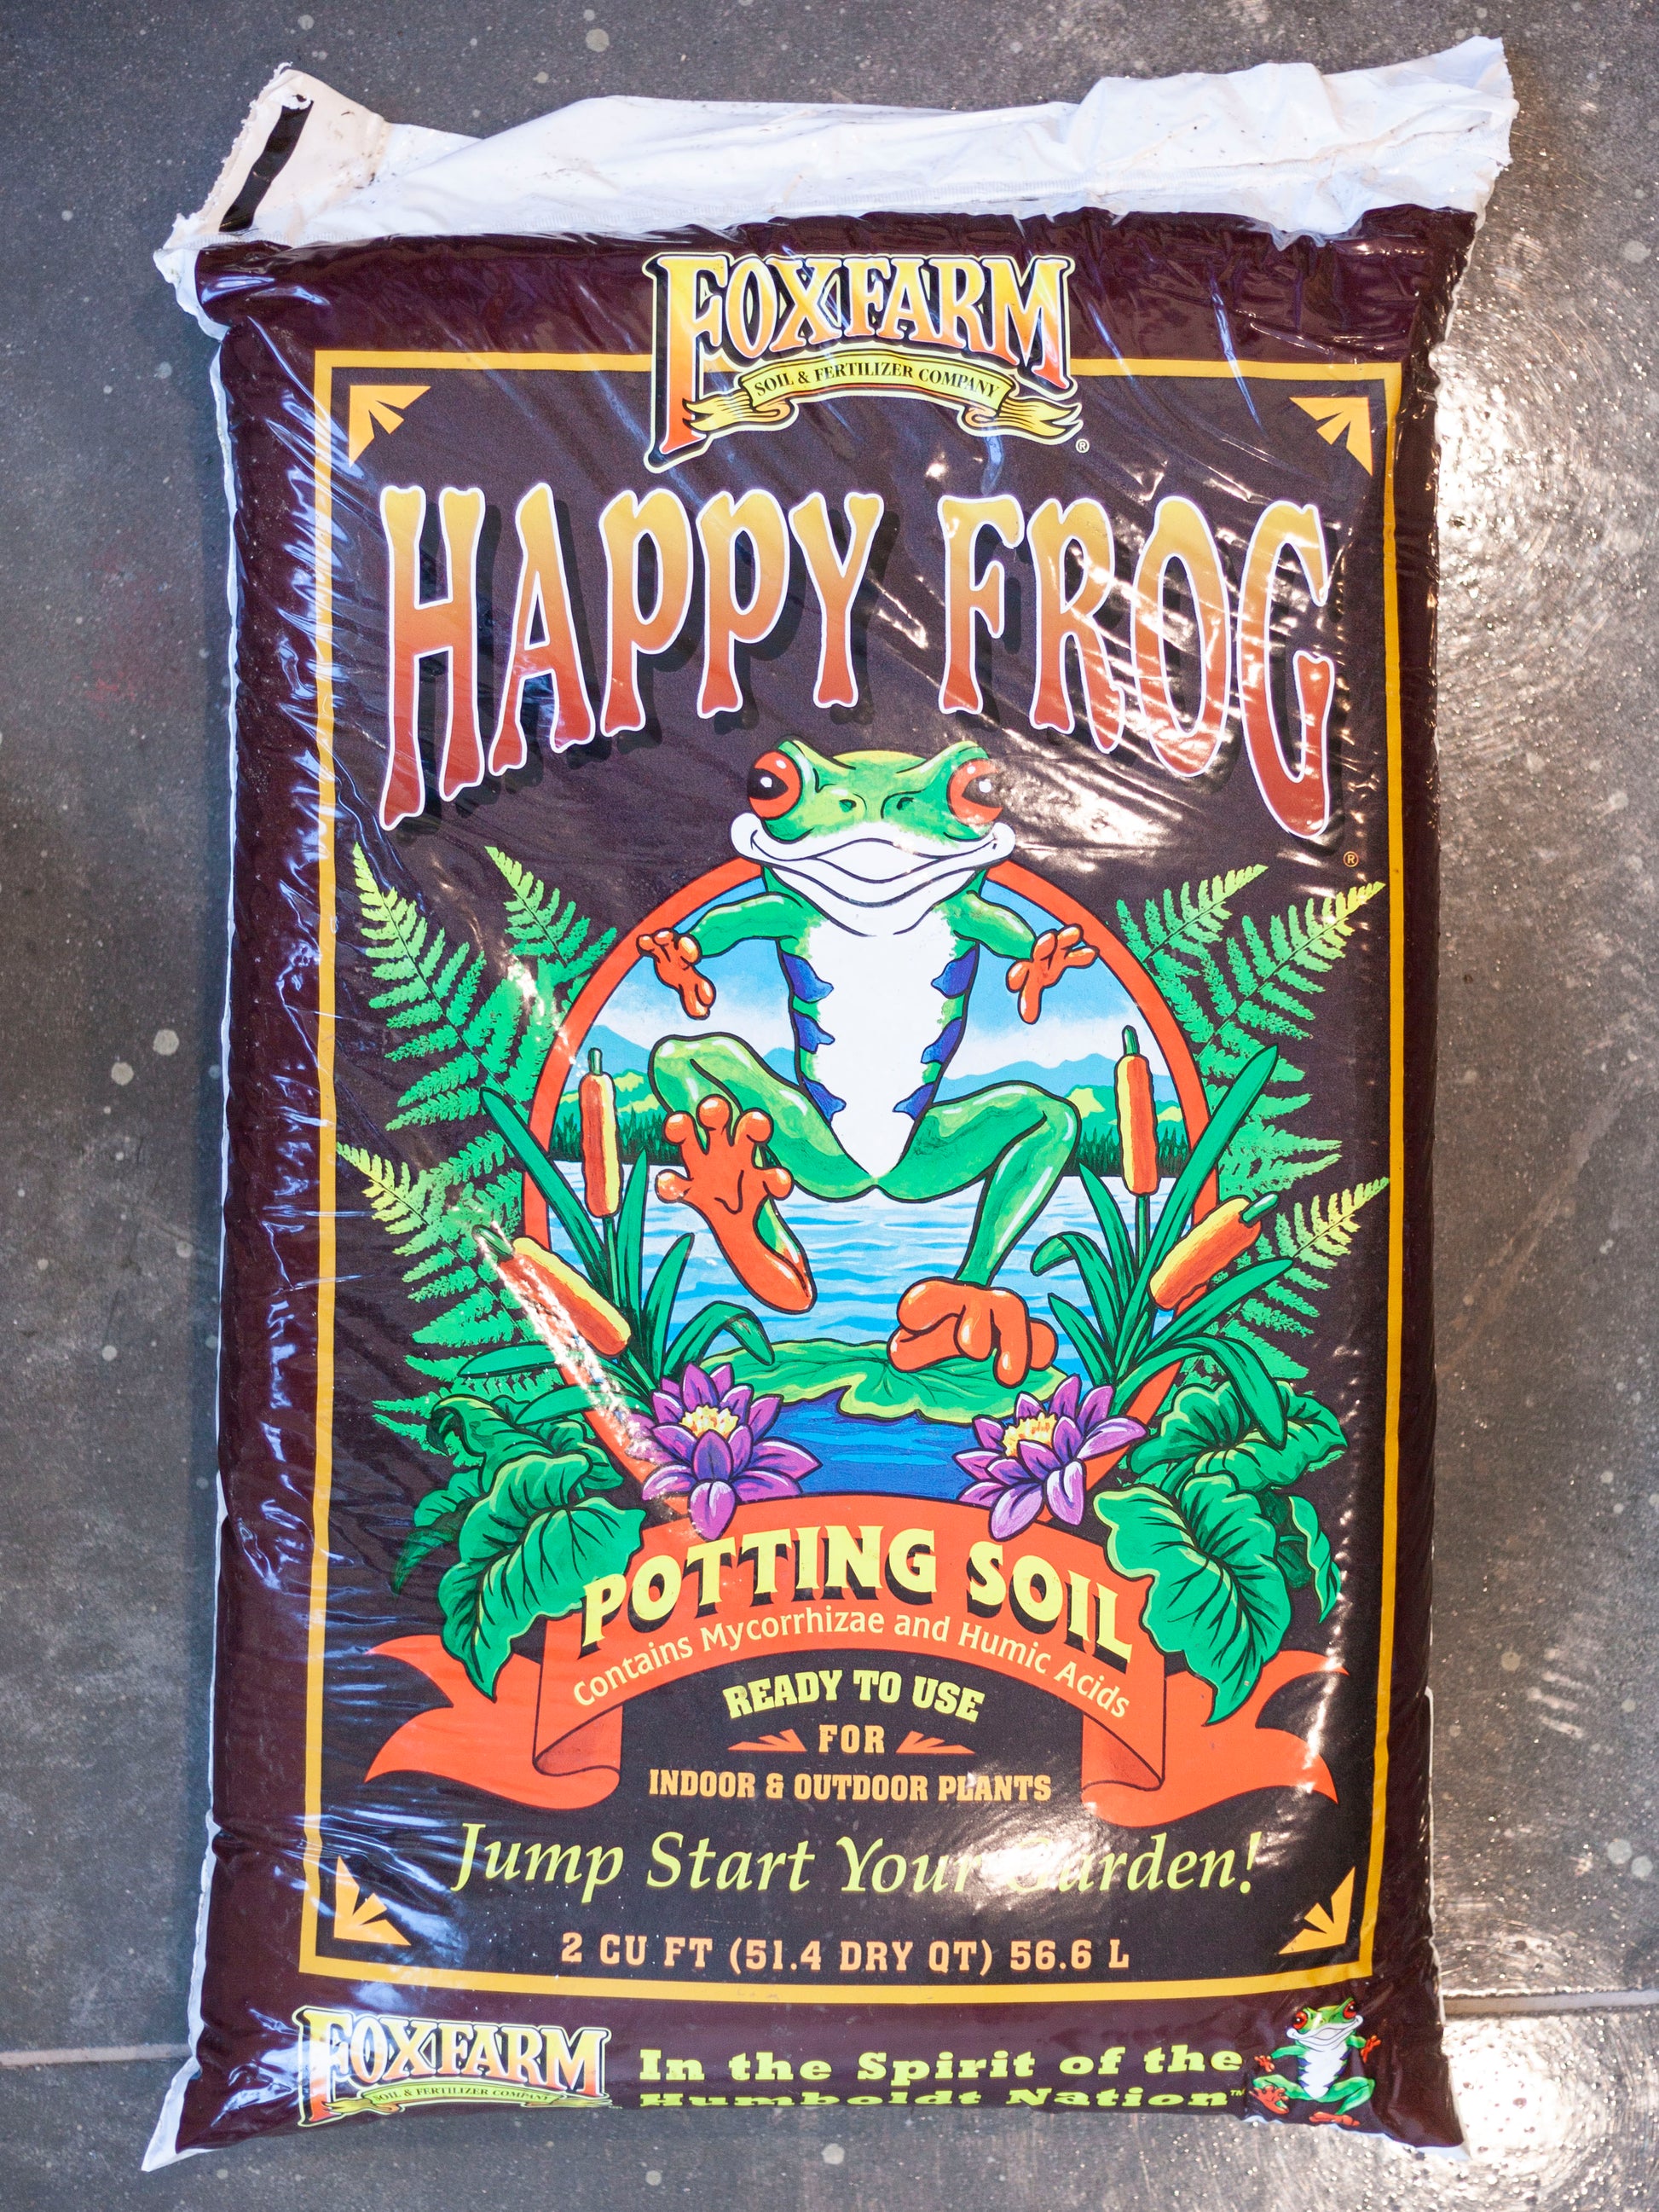 FOXFARM
SOIL & FERTILIZER COMPANY
®
HAPPY FROG
®
POTTING SOIL
Contains Mycorrhizae and Humic Acids
READY TO USE
FOR
INDOOR & OUTDOOR PLANTS
Jump Start Your Garden!
2 CU FT (51.4 DRY QT) 56.6 L
FOXFARM
SOIL & FERTILIZER COMPANY
In the Spirit of the
Humboldt Nation™